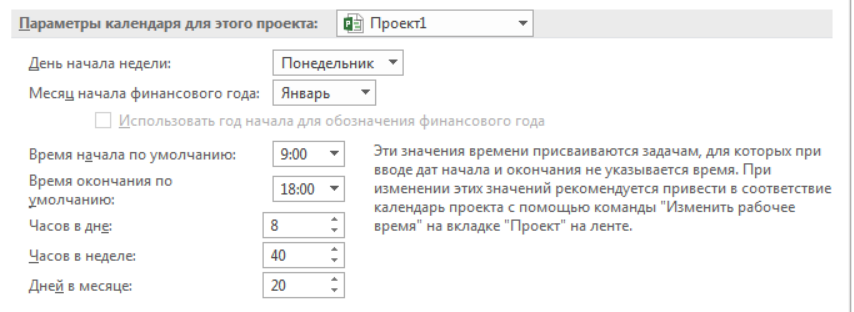 Параметры календаря для этого проекта: Проект1
День начала недели: Понедельник
Месяц начала финансового года: Январь
Использовать год начала для обозначения финансового года
Время начала по умолчанию: 9:00
Время окончания по умолчанию: 18:00
Часов в дне: 8
Часов в неделе: 40
Дней в месяце: 20
Эти значения времени присваиваются задачам, для которых при
вводе дат начала и окончания не указывается время. При
изменении этих значений рекомендуется привести в соответствие
календарь проекта с помощью команды "Изменить рабочее
время" на вкладке "Проект" на ленте.